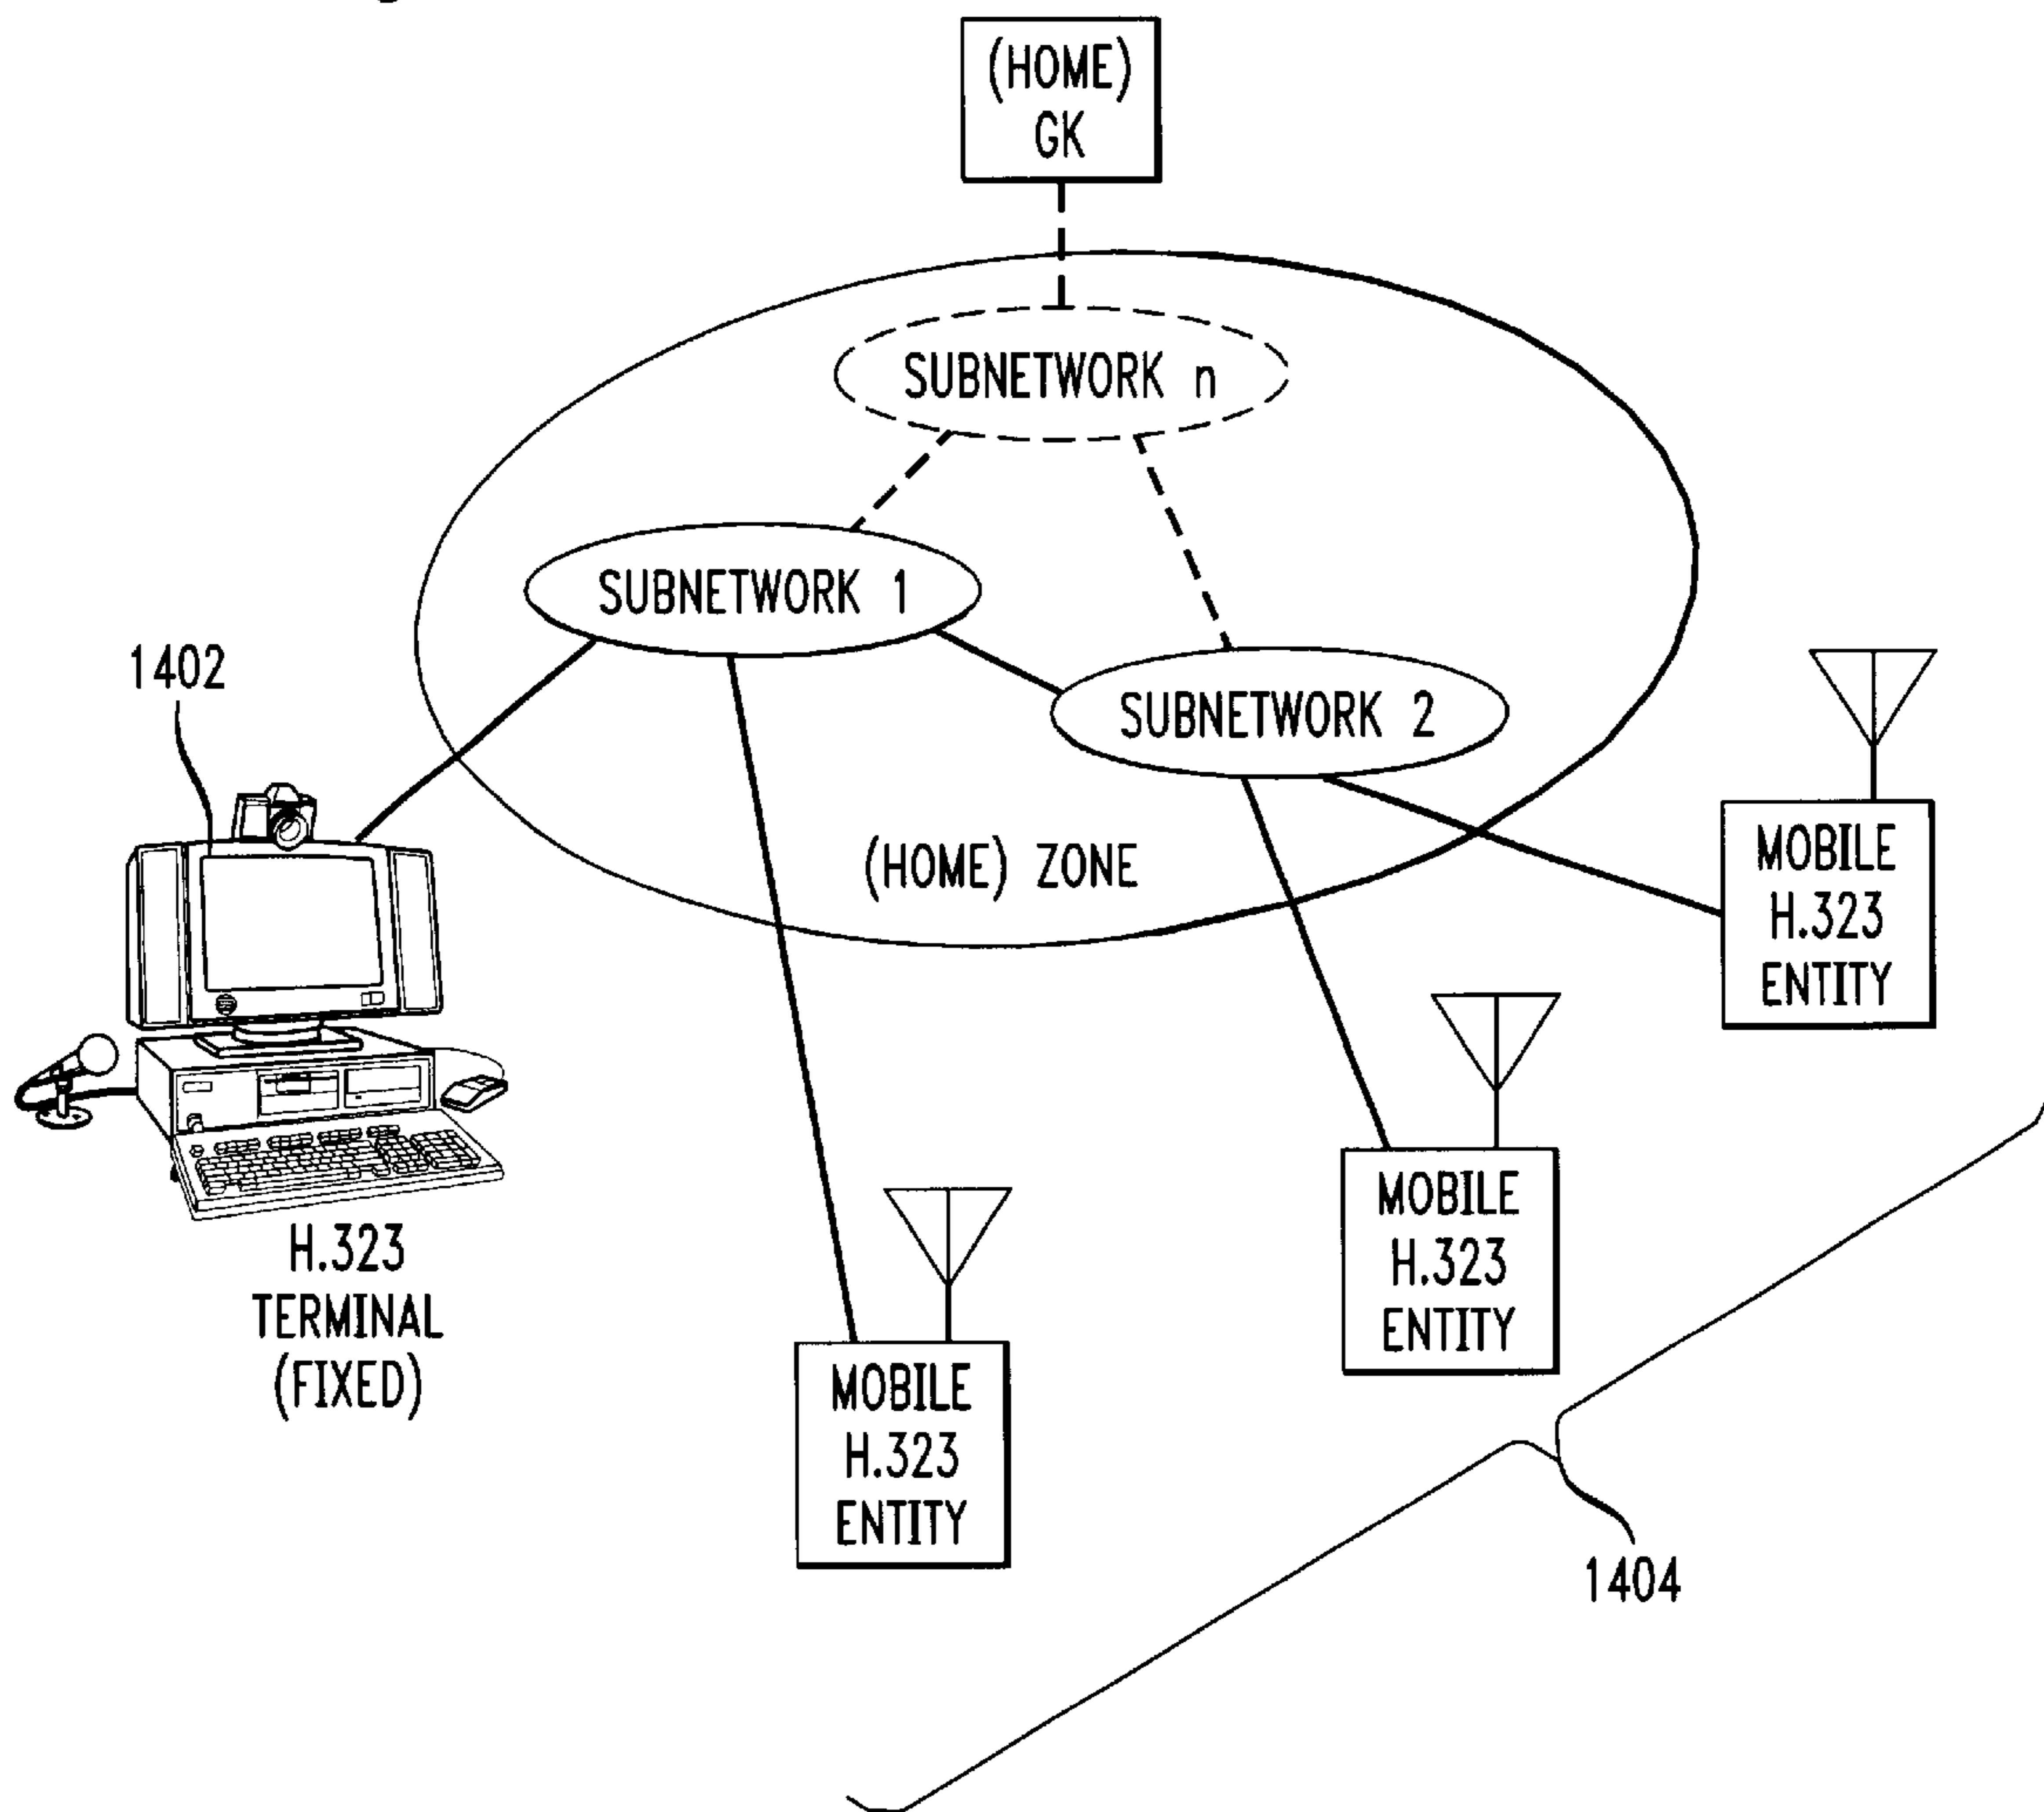 (HOME)
GK
SUBNETWORK n
SUBNETWORK 1
SUBNETWORK 2
(HOME) ZONE
1402
H.323
TERMINAL
(FIXED)
MOBILE
H.323
ENTITY
MOBILE
H.323
ENTITY
MOBILE
H.323
ENTITY
1404